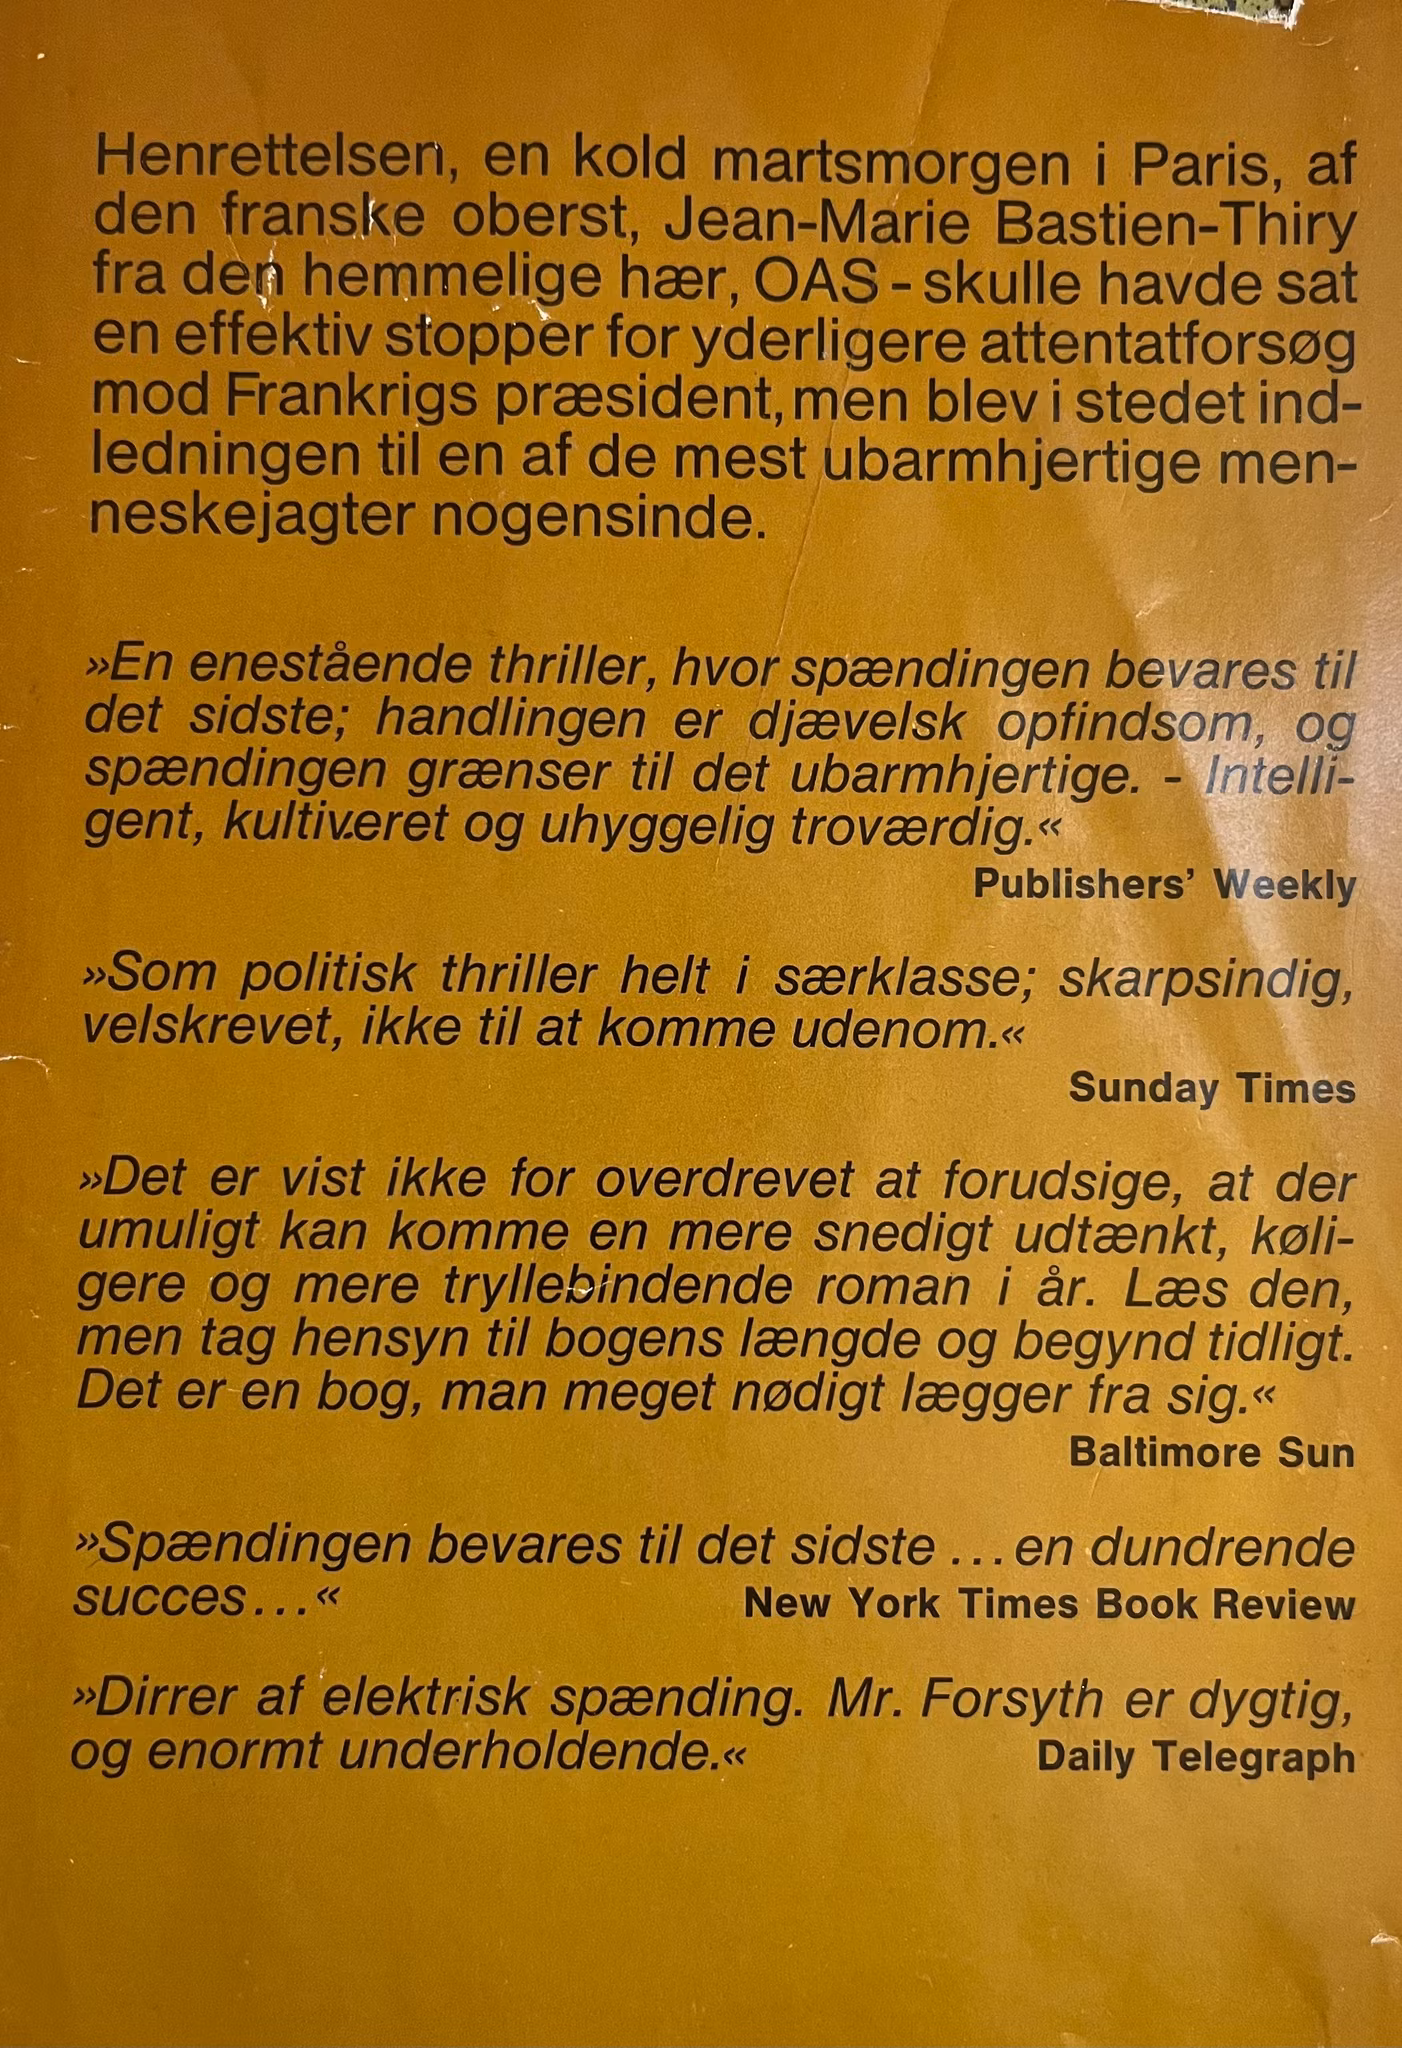 Henrettelsen, en kold martsmorgen i Paris, af
den franske oberst, Jean-Marie Bastien-Thiry
fra den hemmelige hær, OAS - skulle havde sat
en effektiv stopper for yderligere attentatforsøg
mod Frankrigs præsident, men blev i stedet ind-
ledningen til en af de mest ubarmhjertige men-
neskejagter nogensinde.
»En enestående thriller, hvor spændingen bevares til
det sidste; handlingen er djævelsk opfindsom, og
spændingen grænser til det ubarmhjertige. - Intelli-
gent, kultiveret og uhyggelig troværdig.«
Publishers' Weekly
»Som politisk thriller helt i særklasse; skarpsindig,
velskrevet, ikke til at komme udenom.«
Sunday Times
»Det er vist ikke for overdrevet at forudsige, at der
umuligt kan komme en mere snedigt udtænkt, køli-
gere og mere tryllebindende roman i år. Læs den,
men tag hensyn til bogens længde og begynd tidligt.
Det er en bog, man meget nødigt lægger fra sig.«
Baltimore Sun
»Spændingen bevares til det sidste ... en dundrende
succes...« New York Times Book Review
»Dirrer af elektrisk spænding. Mr. Forsyth er dygtig,
og enormt underholdende.« Daily Telegraph